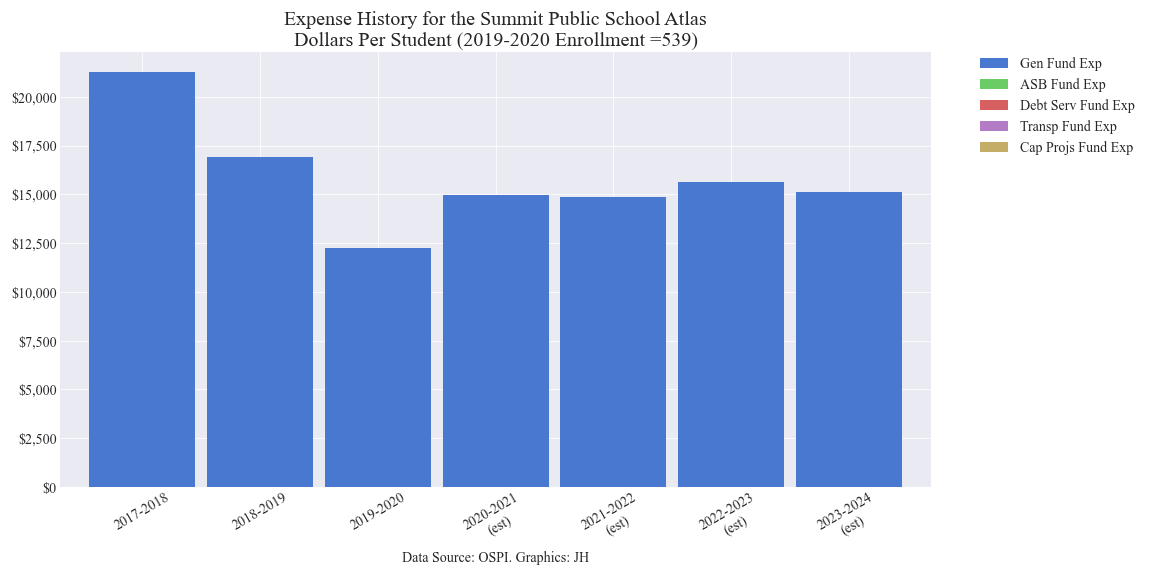 Expense History for the Summit Public School Atlas
Dollars Per Student (2019-2020 Enrollment =539)
Gen Fund Exp
ASB Fund Exp
Debt Serv Fund Exp
Transp Fund Exp
Cap Projs Fund Exp
$20,000
$17,500
$15,000
$12,500
$10,000
$7,500
$5,000
$2,500
$0
2017-2018
2018-2019
2019-2020
2020-2021
(est)
2021-2022
(est)
2022-2023
(est)
2023-2024
(est)
Data Source: OSPI. Graphics: JH